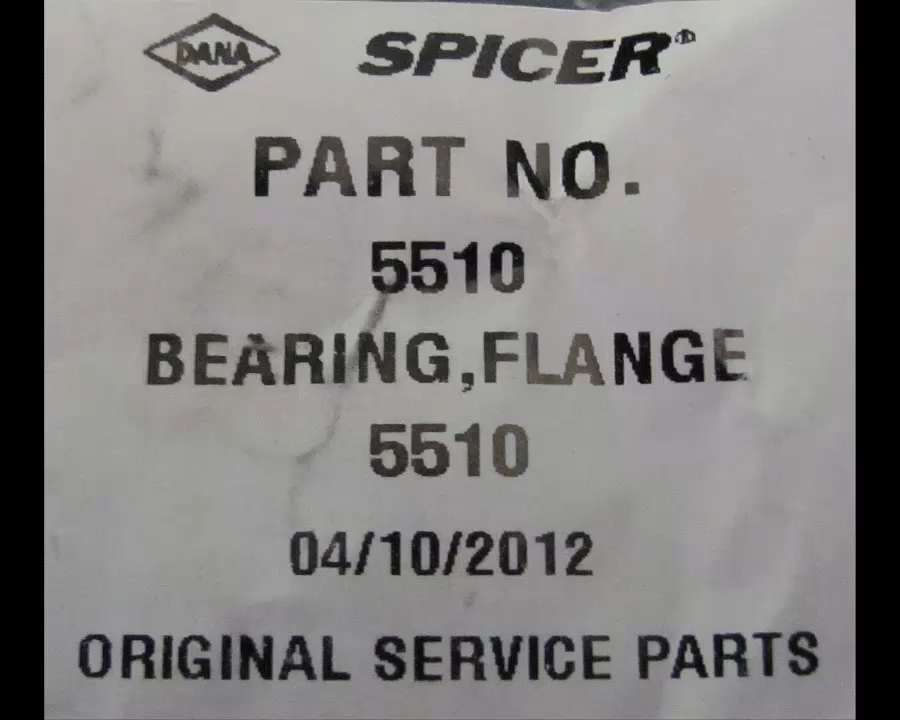 DANA SPICER®
PART NO.
5510
BEARING,FLANGE
5510
04/10/2012
ORIGINAL SERVICE PARTS